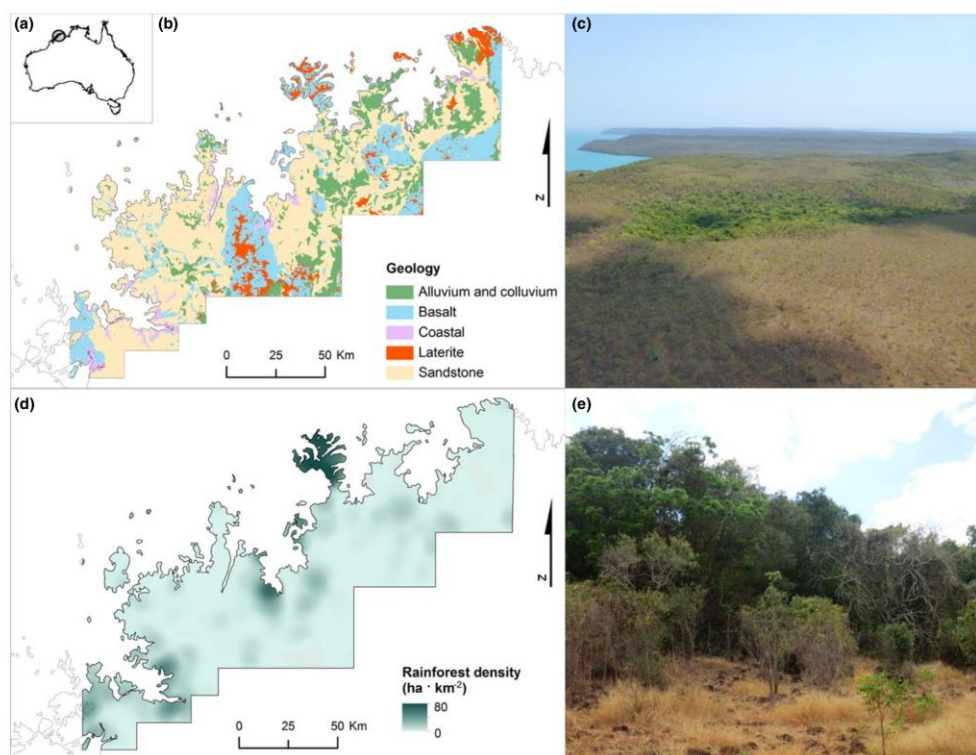 (a)
(b)
(c)
N
Geology
Alluvium and colluvium
Basalt
Coastal
Laterite
Sandstone
0 25 50 Km
(d)
(e)
N
Rainforest density
(ha · km-2)
80
0
0 25 50 Km